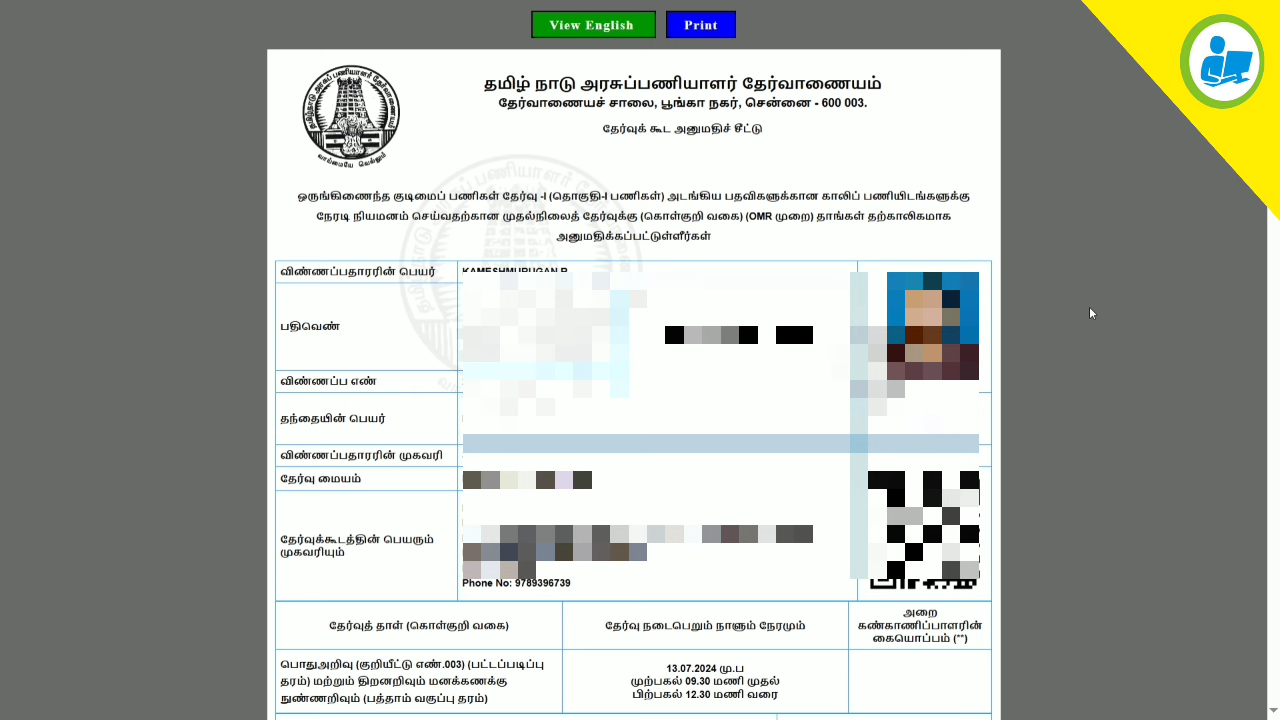 View English
Print
தமிழ் நாடு அரசுப்பணியாளர் தேர்வாணையம்
தேர்வாணையச் சாலை, பூங்கா நகர், சென்னை - 600 003.
தேர்வுக் கூட அனுமதிச் சீட்டு
வாய்மையே வெல்லும்
ஒருங்கிணைந்த குடிமைப் பணிகள் தேர்வு -I (தொகுதி-I பணிகள்) அடங்கிய பதவிகளுக்கான காலிப் பணியிடங்களுக்கு
நேரடி நியமனம் செய்வதற்கான முதல்நிலைத் தேர்வுக்கு (கொள்குறி வகை) (OMR முறை) தாங்கள் தற்காலிகமாக
அனுமதிக்கப்பட்டுள்ளீர்கள்
விண்ணப்பதாரரின் பெயர்
பதிவெண்
விண்ணப்ப எண்
தந்தையின் பெயர்
விண்ணப்பதாரரின் முகவரி
தேர்வு மையம்
தேர்வுக்கூடத்தின் பெயரும்
முகவரியும்
Phone No: 9789396739
தேர்வுத் தாள் (கொள்குறி வகை)
தேர்வு நடைபெறும் நாளும் நேரமும்
அறை
கண்காணிப்பாளரின்
கையொப்பம் (**)
பொதுஅறிவு (குறியீட்டு எண்.003) (பட்டப்படிப்பு
தரம்) மற்றும் திறனறிவும் மனக்கணக்கு
நுண்ணறிவும் (பத்தாம் வகுப்பு தரம்)
13.07.2024 மு.ப
முற்பகல் 09.30 மணி முதல்
பிற்பகல் 12.30 மணி வரை